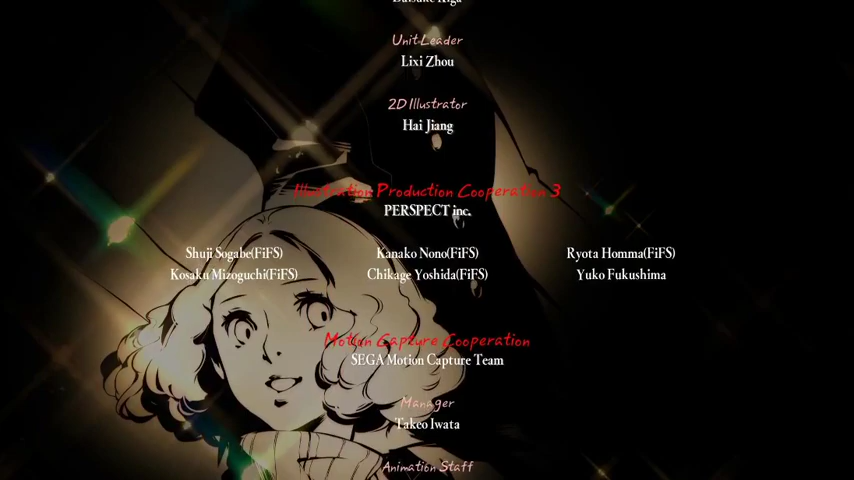 Unit Leader
Lixi Zhou
2D Illustrator
Hai Jiang
Illustration Production Cooperation 3
PERSPECT inc.
Shuji Sogabe(FiFS) Kanako Nono(FiFS) Ryota Homma(FiFS)
Kosaku Mizoguchi(FiFS) Chikage Yoshida(FiFS) Yuko Fukushima
Motion Capture Cooperation
SEGA Motion Capture Team
Manager
Takeo Iwata
Animation Staff